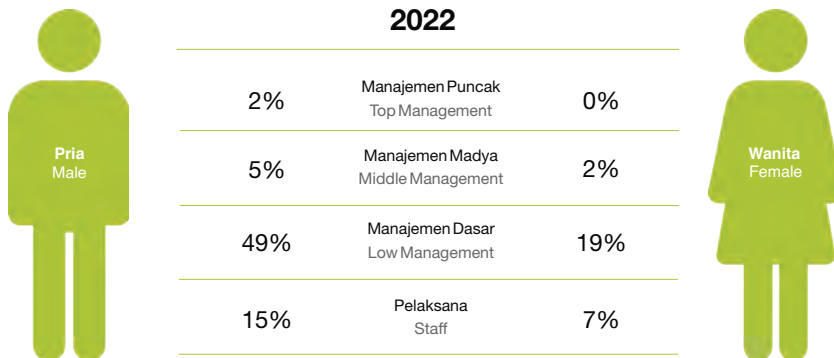 2022
Pria
Male
2%
Manajemen Puncak
Top Management
0%
5%
Manajemen Madya
Middle Management
2%
Wanita
Female
49%
Manajemen Dasar
Low Management
19%
15%
Pelaksana
Staff
7%